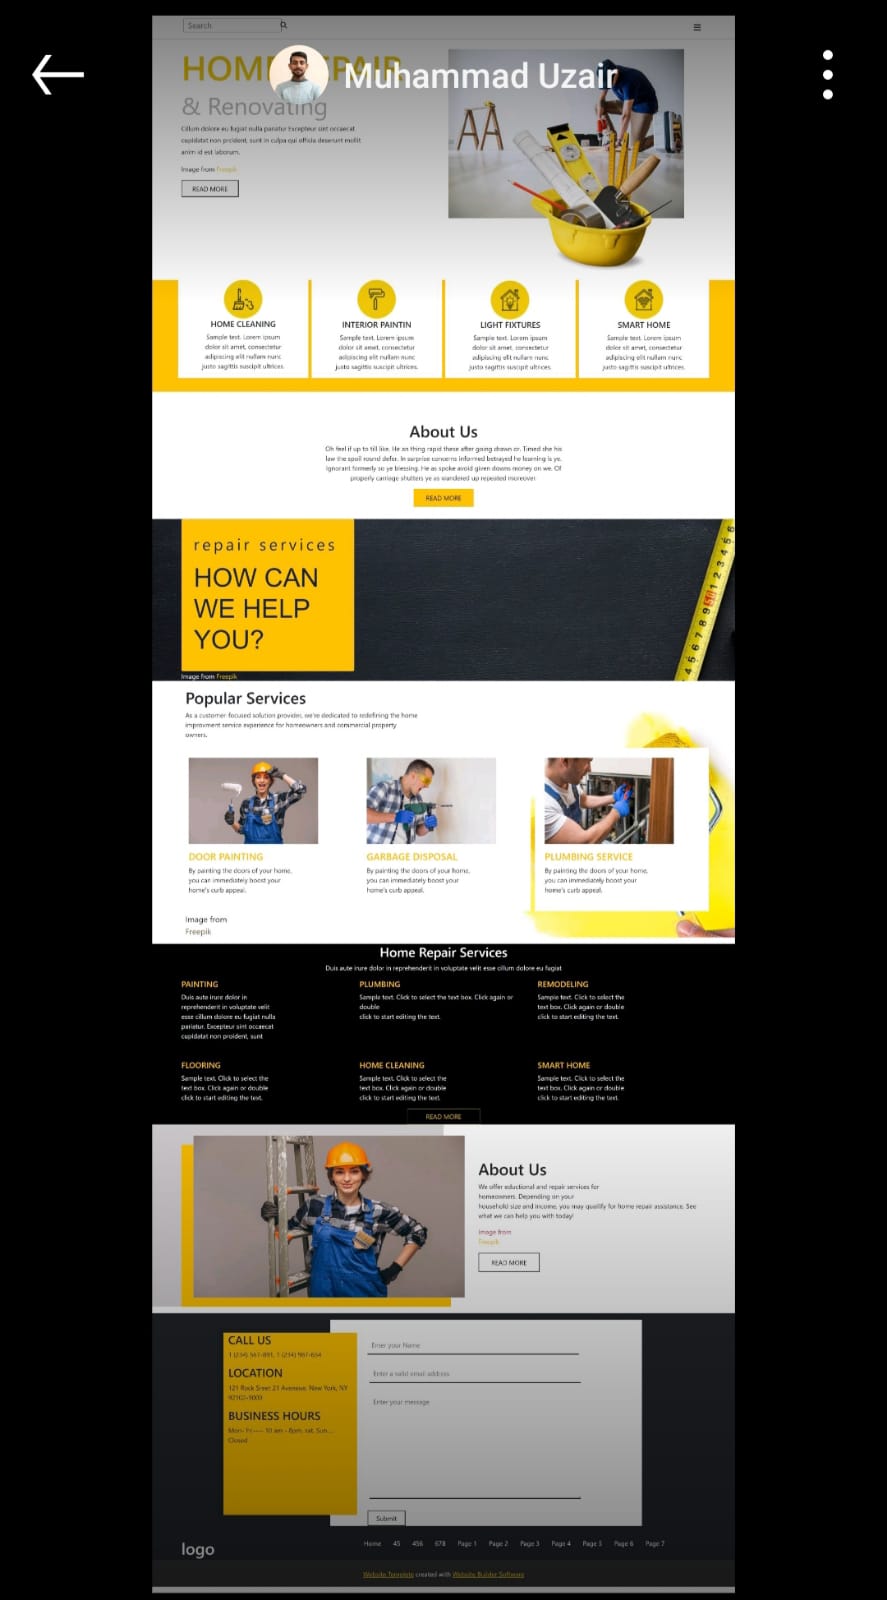 Search
HOME REPAIR
Muhammad Uzair
& Renovating
Cillum dolore eu fugiat nulla pariatur. Excepteur sint occaecat
cupidatat non proident, sunt in culpa qui officia deserunt mollit
anim id est laborum.
Image from Freepik
READ MORE
HOME CLEANING
Sample text. Lorem ipsum
dolor sit amet, consectetur
adipiscing elit nullam nunc
justo sagittis suscipit ultrices.
INTERIOR PAINTIN
Sample text. Lorem ipsum
dolor sit amet, consectetur
adipiscing elit nullam nunc
justo sagittis suscipit ultrices.
LIGHT FIXTURES
Sample text. Lorem ipsum
dolor sit amet, consectetur
adipiscing elit nullam nunc
justo sagittis suscipit ultrices.
SMART HOME
Sample text. Lorem ipsum
dolor sit amet, consectetur
adipiscing elit nullam nunc
justo sagittis suscipit ultrices.
About Us
Oh feel if up to till like. He an thing rapid these after going drawn or. Timed she his
law the spoil round defer. In surprise concerns informed betrayed he learning is ye.
Ignorant formerly so ye blessing. He as spoke avoid given downs money on we. Of
properly carriage shutters ye as wandered up repeated moreover
READ MORE
repair services
HOW CAN
WE HELP
YOU?
Image from Freepik
Popular Services
As a customer focused solution provider, we're dedicated to redefining the home
improvment service experience for homeowners and commercial property
owners.
DOOR PAINTING
By painting the doors of your home,
you can immediately boost your
home's curb appeal.
GARBAGE DISPOSAL
By painting the doors of your home,
you can immediately boost your
home's curb appeal.
PLUMBING SERVICE
By painting the doors of your home,
you can immediately boost your
home's curb appeal.
Image from
Freepik
Home Repair Services
Duis aute irure dolor in reprehenderit in voluptate velit esse cillum dolore eu fugiat
PAINTING
Duis aute irure dolor in
reprehenderit in voluptate velit
esse cillum dolore eu fugiat nulla
pariatur. Excepteur sint occaecat
cupidatat non proident, sunt
PLUMBING
Sample text. Click to select the text box. Click again or
double
click to start editing the text.
REMODELING
Sample text. Click to select the
text box. Click again or double
click to start editing the text.
FLOORING
Sample text. Click to select the
text box. Click again or double
click to start editing the text.
HOME CLEANING
Sample text. Click to select the
text box. Click again or double
click to start editing the text.
SMART HOME
Sample text. Click to select the
text box. Click again or double
click to start editing the text.
READ MORE
About Us
We offer eductional and repair services for
homeowners. Depending on your
household size and income, you may quallify for home repair assistance. See
what we can help you with today!
Image from
Freepik
READ MORE
CALL US
1 (234) 567-891, 1 (234) 987-654
LOCATION
121 Rock Sreet 21 Avenoue, New York, NY
92103-9000
BUSINESS HOURS
Mon- Fr---- 10 am - 8pm, sat, Sun...
Closed
Enter your Name
Enter a valid email address
Enter your message
Submit
logo
Home 45 456 678 Page 1 Page 2 Page 3 Page 4 Page 5 Page 6 Page 7
Website Template created with Website Builder Software